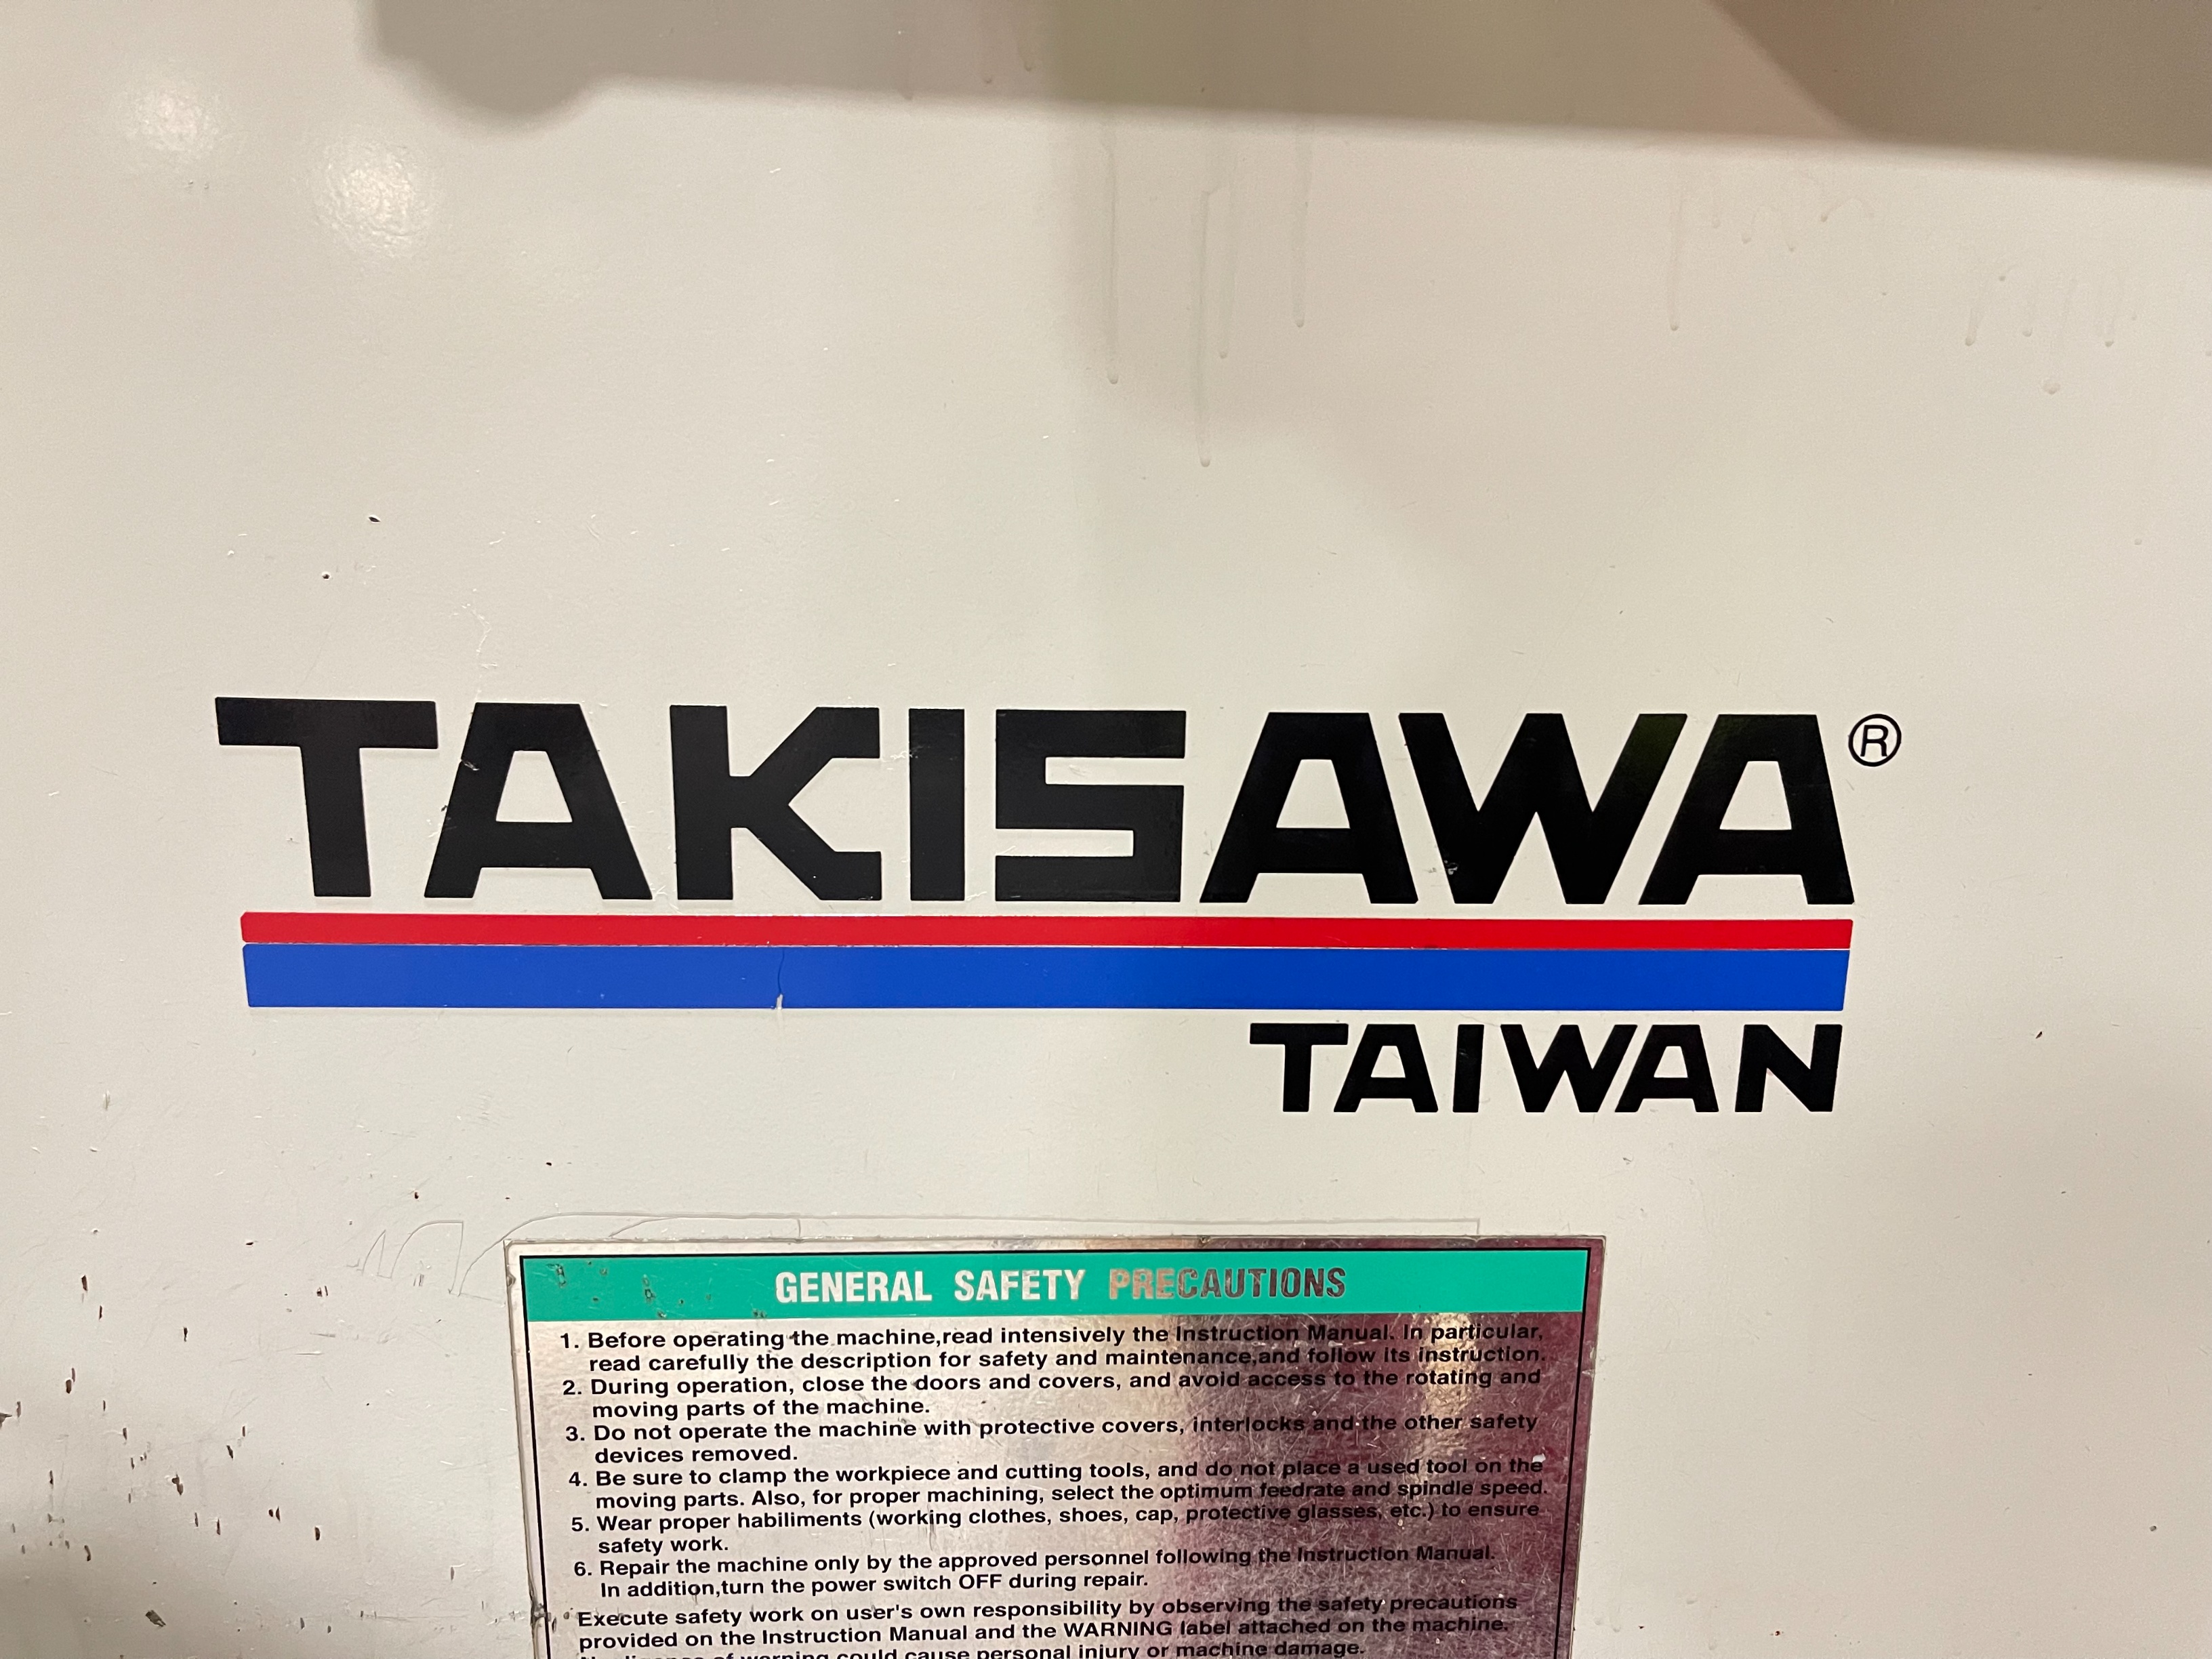 TAKISAWA®
TAIWAN
GENERAL SAFETY PRECAUTIONS
1. Before operating the machine,read intensively the Instruction Manual. In particular,
read carefully the description for safety and maintenance,and follow its instruction.
2. During operation, close the doors and covers, and avoid access to the rotating and
moving parts of the machine.
3. Do not operate the machine with protective covers, interlocks and the other safety
devices removed.
4. Be sure to clamp the workpiece and cutting tools, and do not place a used tool on the
moving parts. Also, for proper machining, select the optimum feedrate and spindle speed.
5. Wear proper habiliments (working clothes, shoes, cap, protective glasses, etc.) to ensure
safety work.
6. Repair the machine only by the approved personnel following the Instruction Manual.
In addition,turn the power switch OFF during repair.
Execute safety work on user's own responsibility by observing the safety precautions
provided on the Instruction Manual and the WARNING label attached on the machine.
of warning could cause personal injury or machine damage.